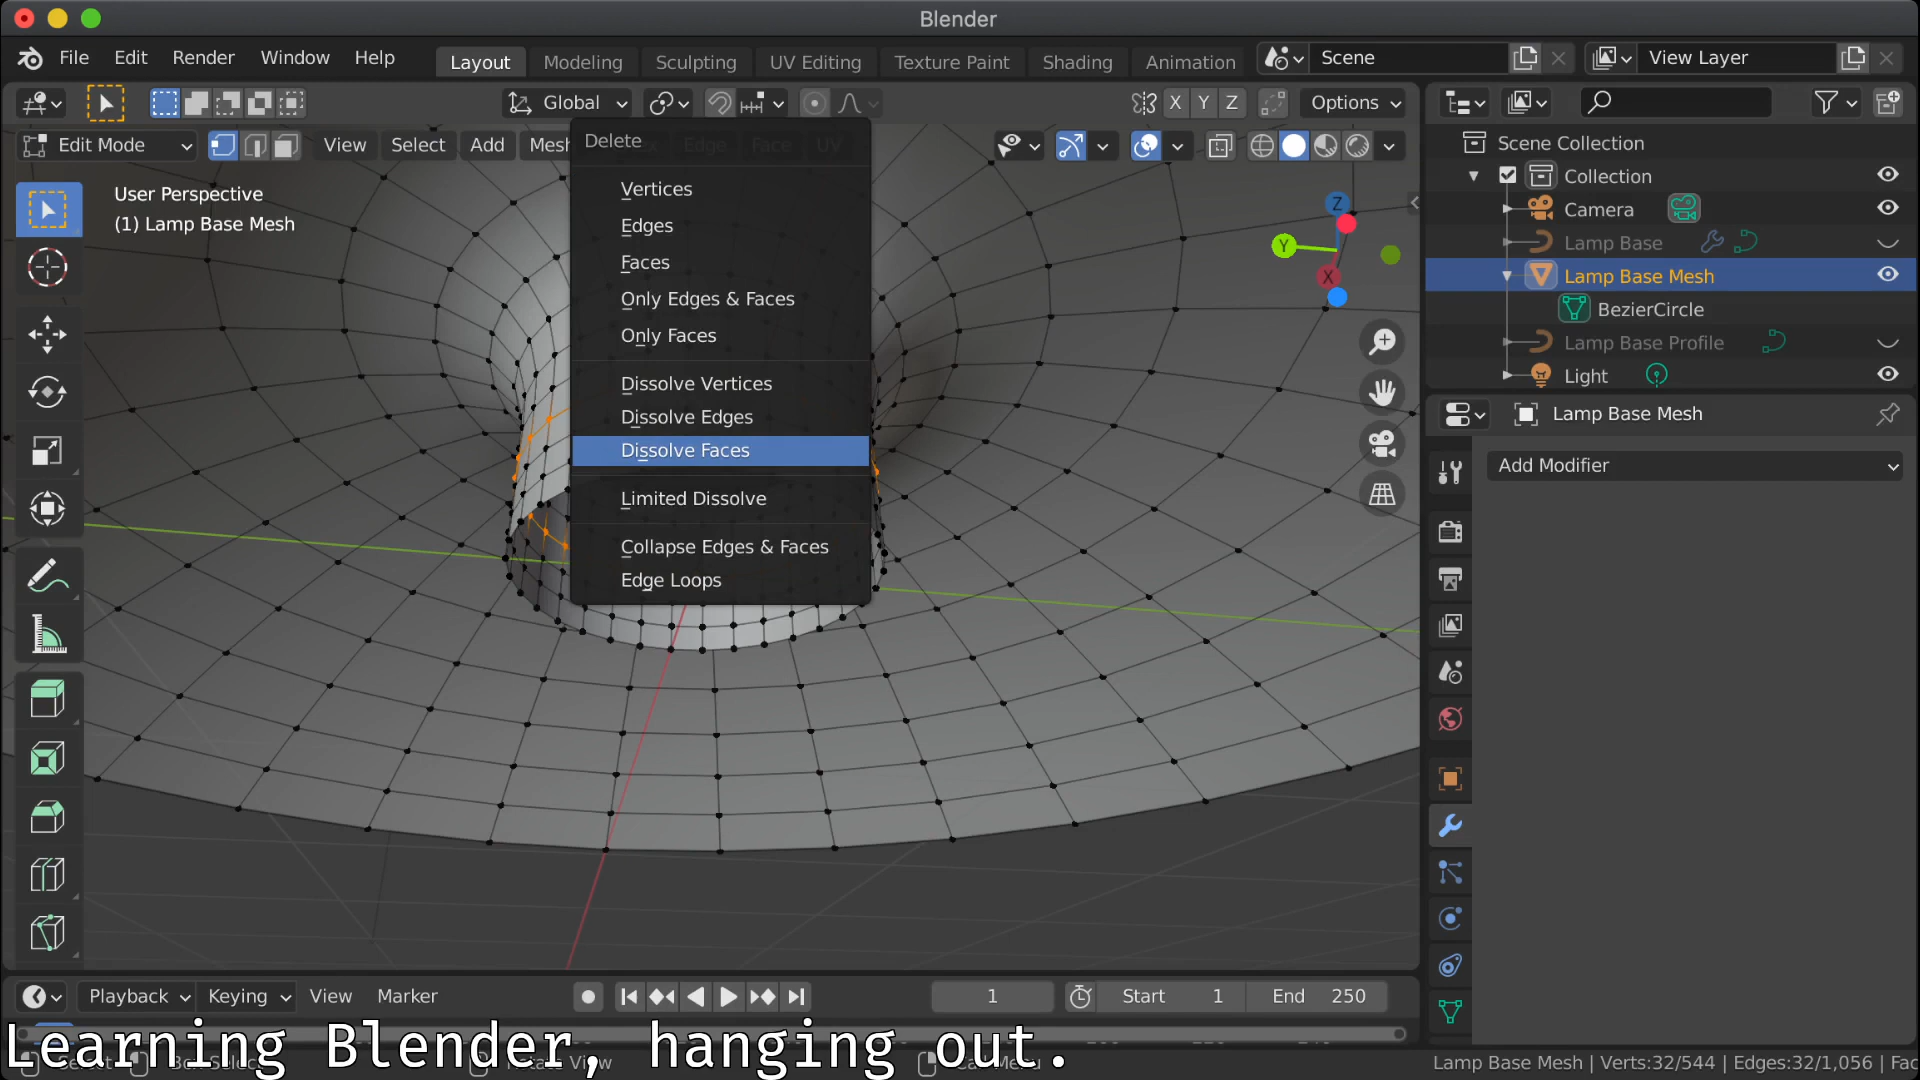 Blender
File Edit Render Window Help Layout Modeling Sculpting UV Editing Texture Paint Shading Animation Scene View Layer
Global X Y Z Options
Edit Mode View Select Add Mesh Edge Face UV
Delete
Vertices
Edges
Faces
Only Edges & Faces
Only Faces
Dissolve Vertices
Dissolve Edges
Dissolve Faces
Limited Dissolve
Collapse Edges & Faces
Edge Loops
User Perspective
(1) Lamp Base Mesh
Z
Y
X
Scene Collection
Collection
Camera
Lamp Base
Lamp Base Mesh
BezierCircle
Lamp Base Profile
Light
Lamp Base Mesh
Add Modifier
Playback Keying View Marker 1 Start 1 End 250
Learning Blender, hanging out.
Lamp Base Mesh | Verts:32/544 | Edges:32/1,056 | Fac